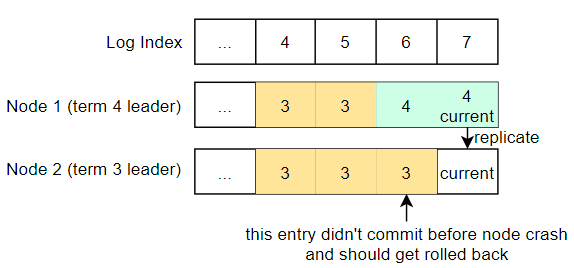 Log Index ... 4 5 6 7
Node 1 (term 4 leader) ... 3 3 4 4
current
replicate
Node 2 (term 3 leader) ... 3 3 3 current
this entry didn't commit before node crash
and should get rolled back